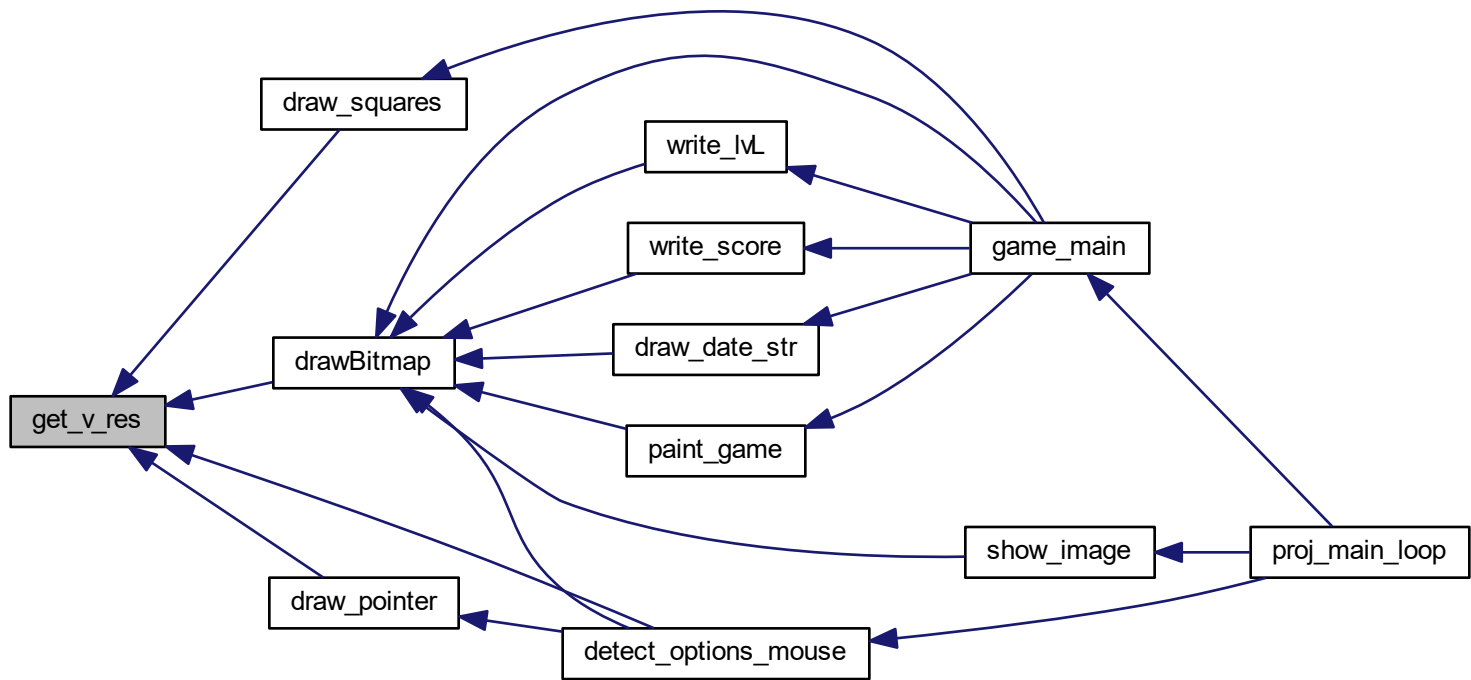 draw_squares
write_lvL
write_score
game_main
drawBitmap
draw_date_str
get_v_res
paint_game
show_image
proj_main_loop
draw_pointer
detect_options_mouse